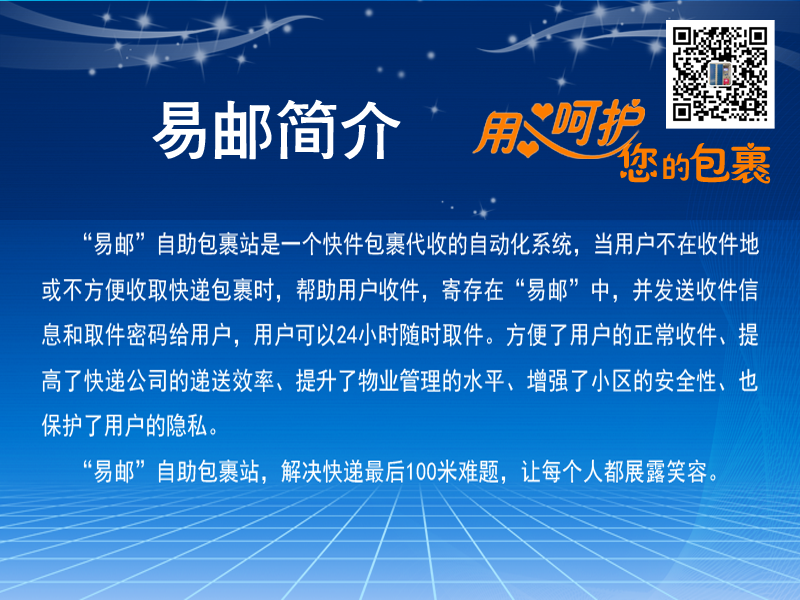 易邮简介
用心呵护
您的包裹
“易邮”自助包裹站是一个快件包裹代收的自动化系统，当用户不在收件地
或不方便收取快递包裹时，帮助用户收件，寄存在“易邮”中，并发送收件信
息和取件密码给用户，用户可以24小时随时取件。方便了用户的正常收件、提
高了快递公司的递送效率、提升了物业管理的水平、增强了小区的安全性、也
保护了用户的隐私。
“易邮”自助包裹站，解决快递最后100米难题，让每个人都展露笑容。